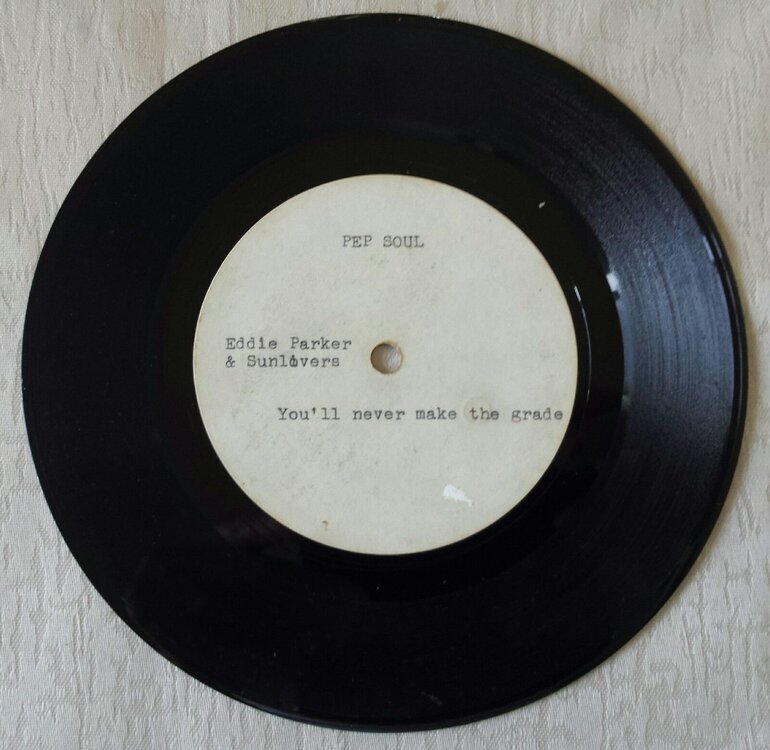 PEP SOUL
Eddie Parker
& Sunlovers
You'll never make the grade